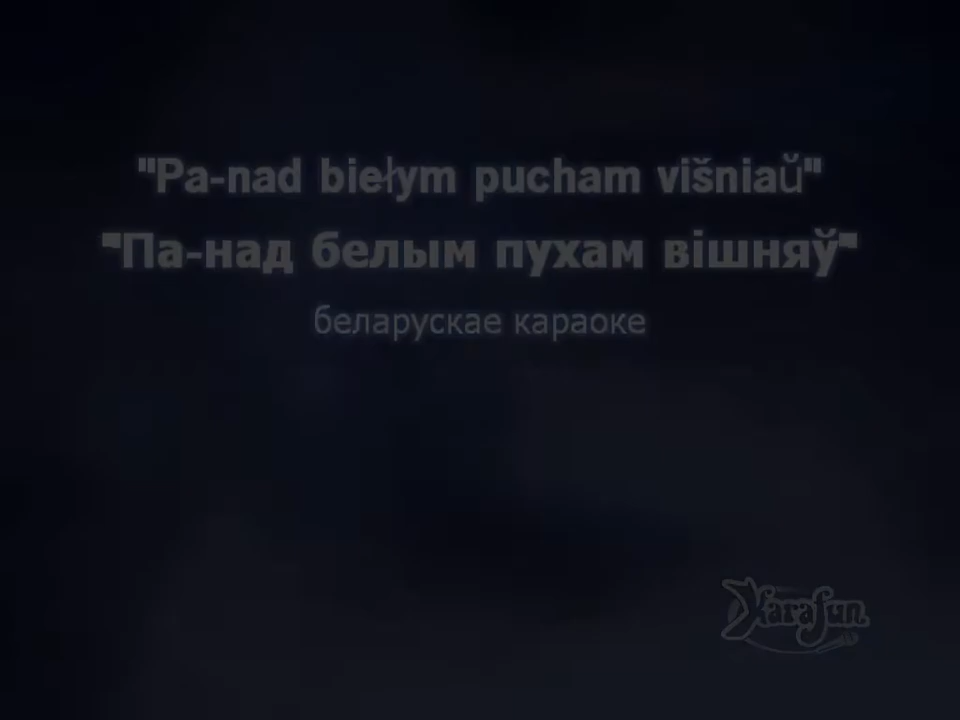 "Pa-nad biełym pucham višniaŭ"
"Па-над белым пухам вішняў"
беларускае караоке
KaraFun